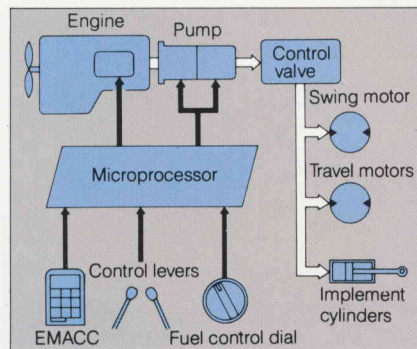 Engine
Pump
Control
valve
Swing motor
Travel motors
Microprocessor
Control levers
Implement
cylinders
EMACC
Fuel control dial